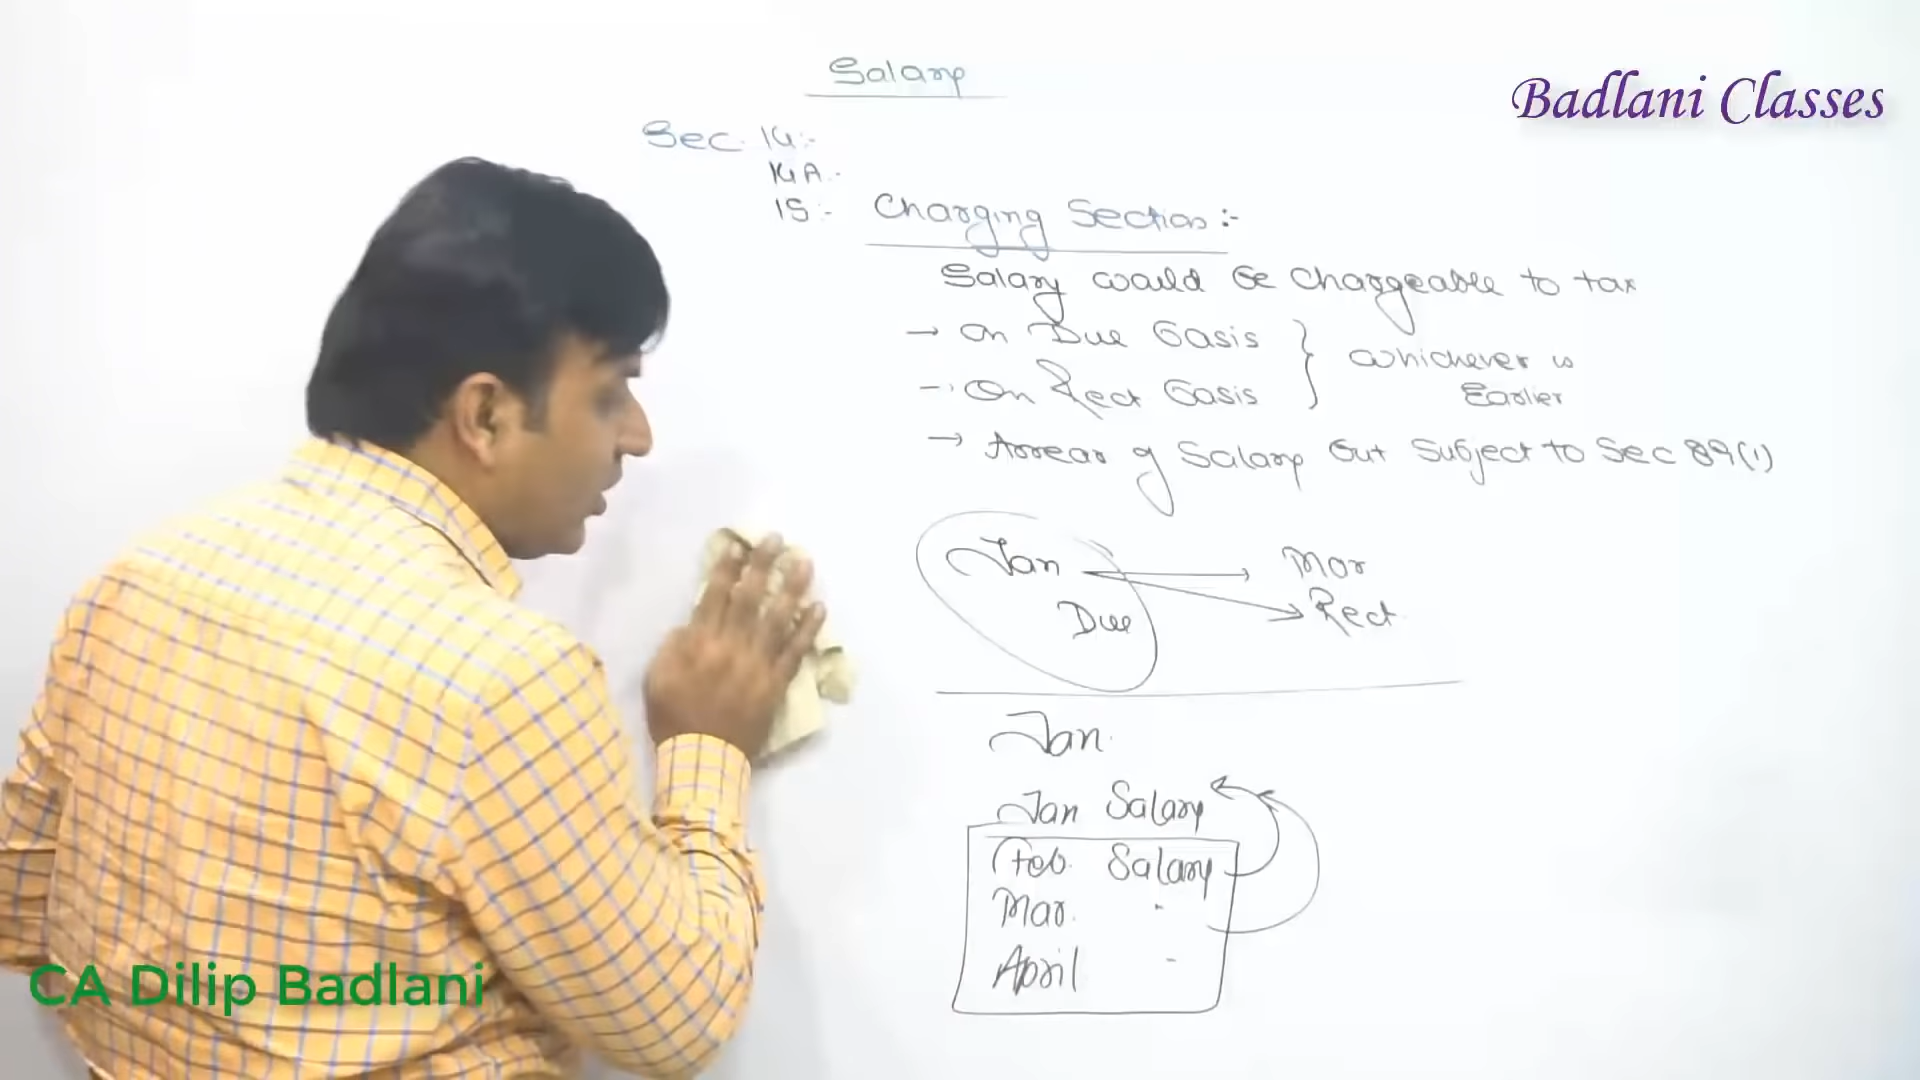 Salary
Badlani Classes
Sec. 14:-
14A:-
15:- Charging Section:-
Salary would be chargeable to tax
→ on Due basis
→ On Rect basis
} whichever is
Earlier
→ Arrear of Salary but Subject to Sec 89(1)
Jan → Mar
Due → Rect.
Jan.
Jan Salary
Feb. Salary
Mar. "
April "
CA Dilip Badlani